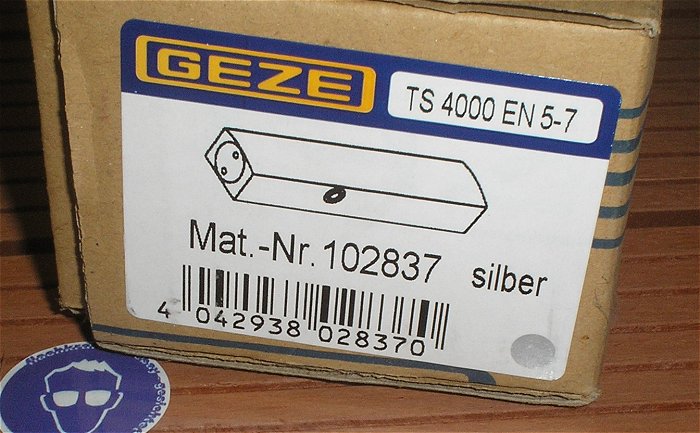 GEZE
TS 4000 EN 5-7
Mat.-Nr. 102837 silber
4 042938 028370